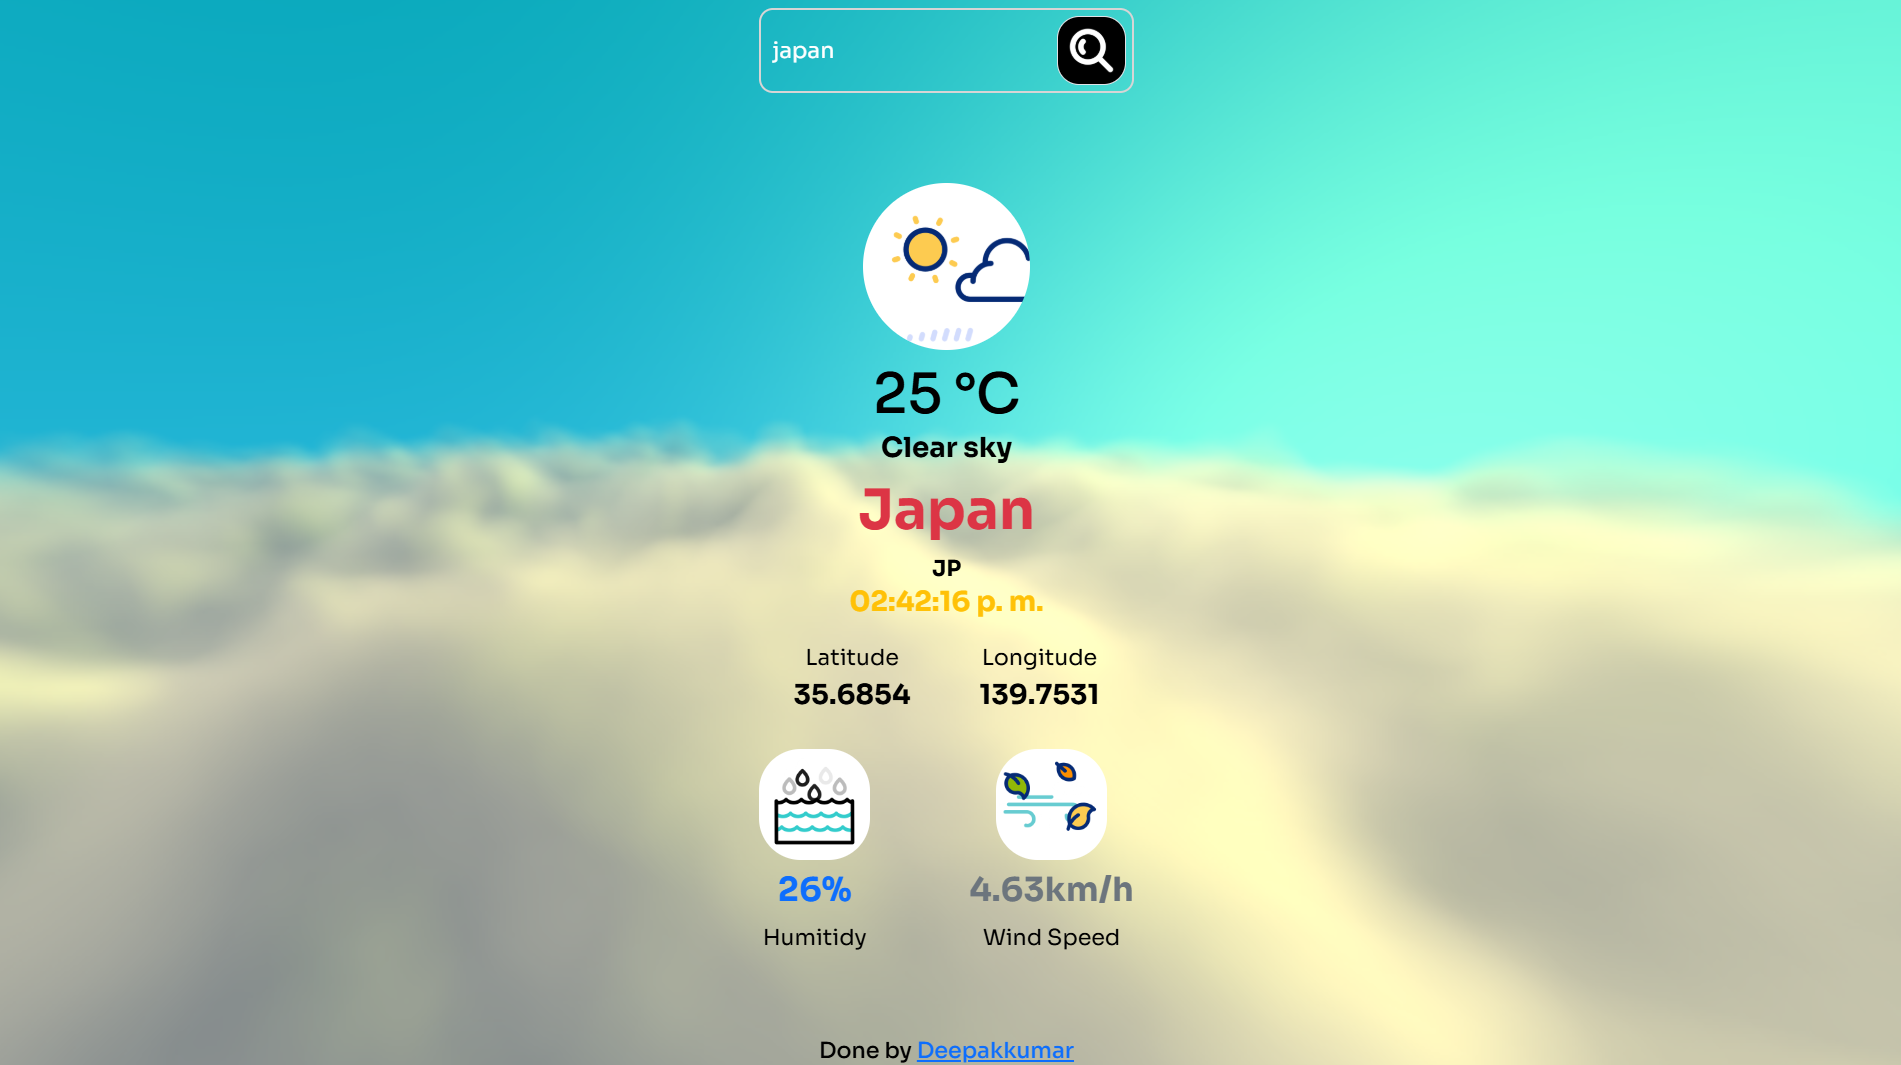 japan
25 °C
Clear sky
Japan
JP
02:42:16 p. m.
Latitude Longitude
35.6854 139.7531
26% 4.63km/h
Humitidy Wind Speed
Done by Deepakkumar